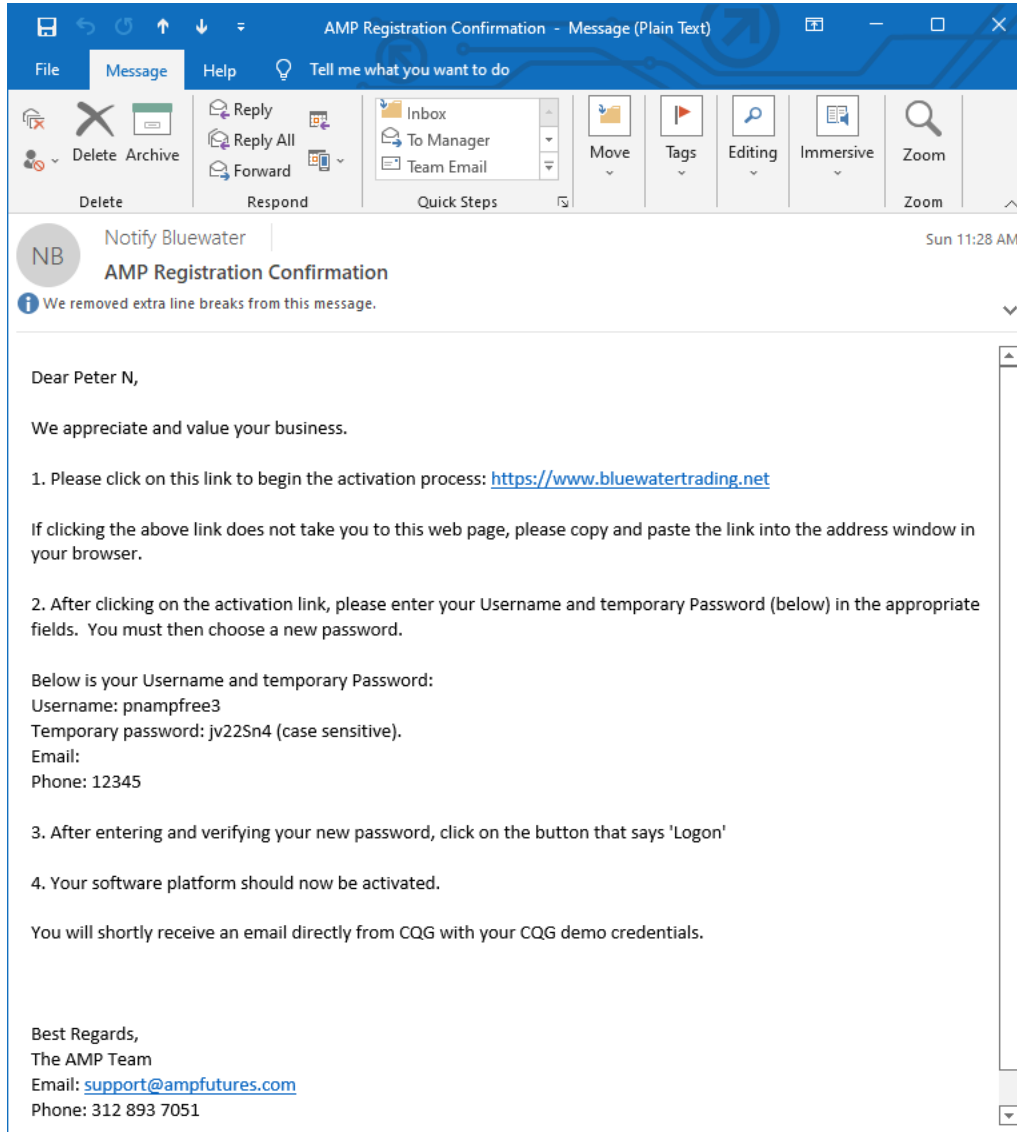 AMP Registration Confirmation - Message (Plain Text)
File Message Help Tell me what you want to do
Delete Archive
Reply
Reply All
Forward
Inbox
To Manager
Team Email
Move
Tags
Editing
Immersive
Zoom
Delete Respond Quick Steps Zoom
NB
Notify Bluewater
Sun 11:28 AM
AMP Registration Confirmation
We removed extra line breaks from this message.
Dear Peter N,
We appreciate and value your business.
1. Please click on this link to begin the activation process: https://www.bluewatertrading.net
If clicking the above link does not take you to this web page, please copy and paste the link into the address window in
your browser.
2. After clicking on the activation link, please enter your Username and temporary Password (below) in the appropriate
fields.  You must then choose a new password.
Below is your Username and temporary Password:
Username: pnampfree3
Temporary password: jv22Sn4 (case sensitive).
Email:
Phone: 12345
3. After entering and verifying your new password, click on the button that says 'Logon'
4. Your software platform should now be activated.
You will shortly receive an email directly from CQG with your CQG demo credentials.
Best Regards,
The AMP Team
Email: support@ampfutures.com
Phone: 312 893 7051